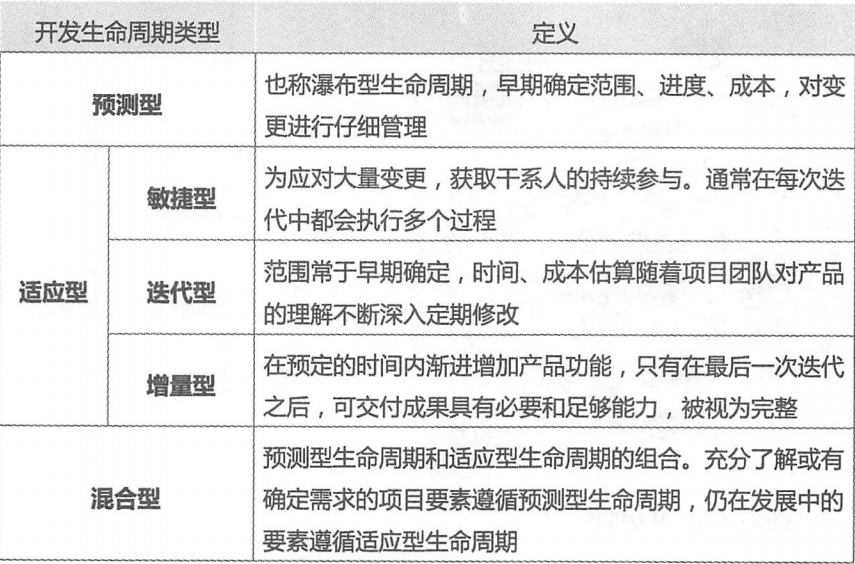 开发生命周期类型 定义
预测型
也称瀑布型生命周期，早期确定范围、进度、成本，对变
更进行仔细管理
适应型
敏捷型
为应对大量变更，获取干系人的持续参与。通常在每次迭
代中都会执行多个过程
迭代型
范围常于早期确定，时间、成本估算随着项目团队对产品
的理解不断深入定期修改
增量型
在预定的时间内渐进增加产品功能，只有在最后一次迭代
之后，可交付成果具有必要和足够能力，被视为完整
混合型
预测型生命周期和适应型生命周期的组合。充分了解或有
确定需求的项目要素遵循预测型生命周期，仍在发展中的
要素遵循适应型生命周期